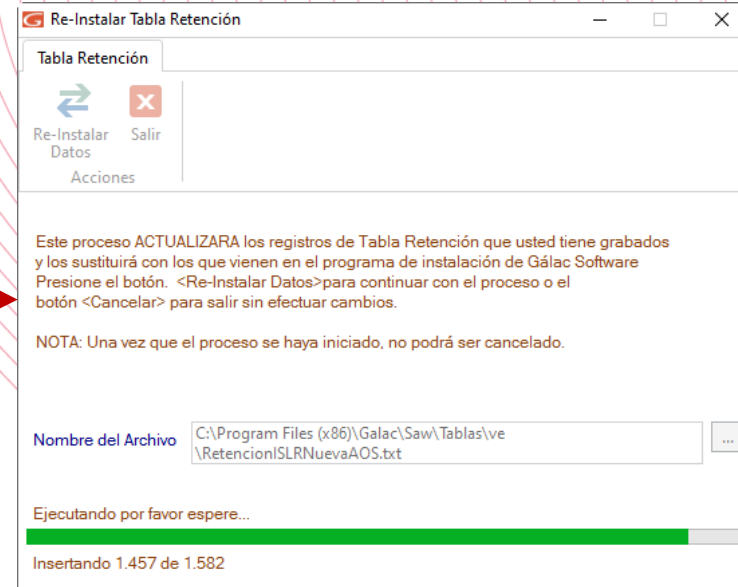 G Re-Instalar Tabla Retención
Tabla Retención
Re-Instalar Datos
Salir
Acciones
Este proceso ACTUALIZARA los registros de Tabla Retención que usted tiene grabados
y los sustituirá con los que vienen en el programa de instalación de Gálac Software
Presione el botón. <Re-Instalar Datos>para continuar con el proceso o el
botón <Cancelar> para salir sin efectuar cambios.
NOTA: Una vez que el proceso se haya iniciado, no podrá ser cancelado.
Nombre del Archivo
C:\Program Files (x86)\Galac\Saw\Tablas\ve
\RetencionISLRNuevaAOS.txt
...
Ejecutando por favor espere...
Insertando 1.457 de 1.582